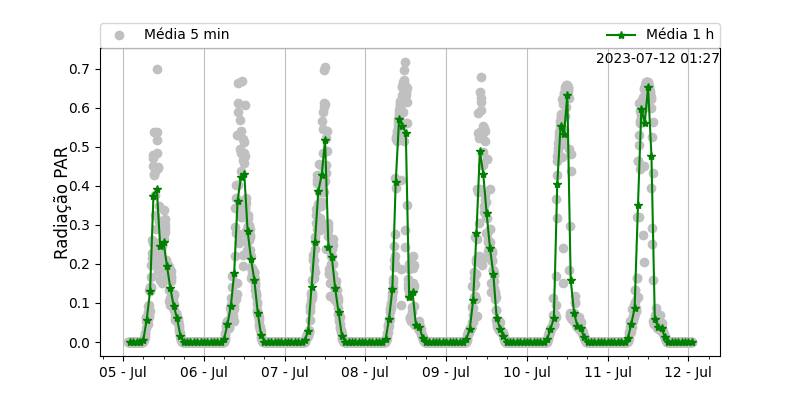 Média 5 min
Média 1 h
2023-07-12 01:27
Radiação PAR
0.7
0.6
0.5
0.4
0.3
0.2
0.1
0.0
05 - Jul 06 - Jul 07 - Jul 08 - Jul 09 - Jul 10 - Jul 11 - Jul 12 - Jul